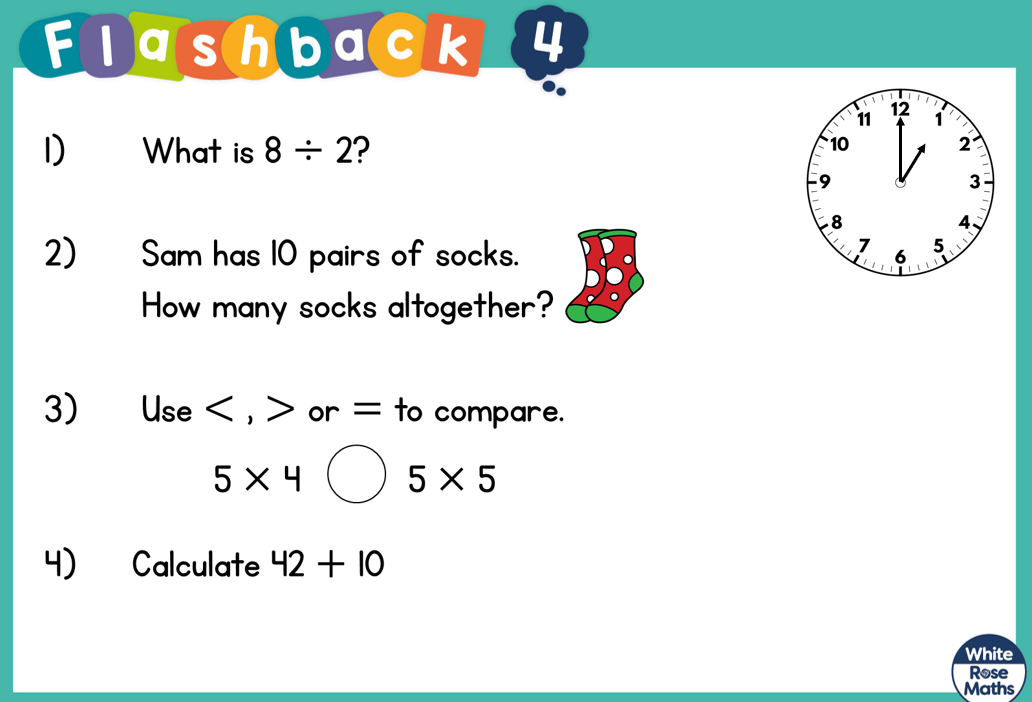 Flashback 4
1) What is 8 ÷ 2?
2) Sam has 10 pairs of socks.
How many socks altogether?
3) Use < , > or = to compare.
5 × 4 ◯ 5 × 5
4) Calculate 42 + 10
12
1
2
3
4
5
6
7
8
9
10
11
White
Rose
Maths